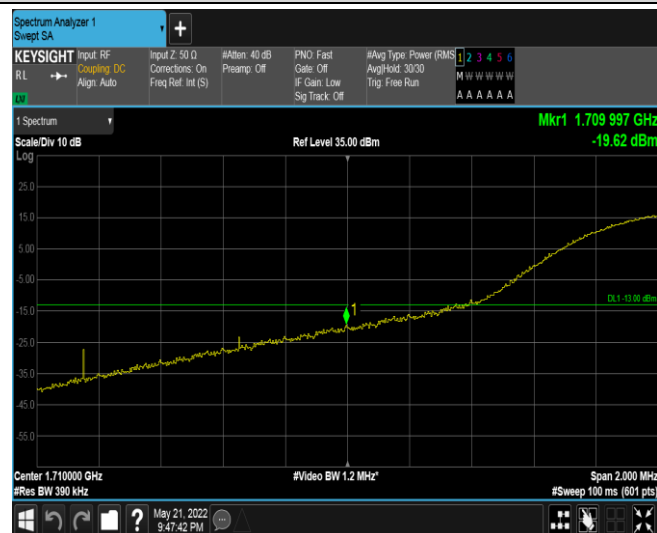 Spectrum Analyzer 1
Swept SA
+
KEYSIGHT
RL
LXI
Input: RF
Coupling: DC
Align: Auto
Input Z: 50 Ω
Corrections: On
Freq Ref: Int (S)
#Atten: 40 dB
Preamp: Off
PNO: Fast
Gate: Off
IF Gain: Low
Sig Track: Off
#Avg Type: Power (RMS
Avg|Hold: 30/30
Trig: Free Run
1 2 3 4 5 6
M W W W W W
A A A A A A
1 Spectrum
Mkr1 1.709 997 GHz
Scale/Div 10 dB
Ref Level 35.00 dBm
-19.62 dBm
Log
25.0
15.0
5.00
-5.00
DL1 -13.00 dBm
-15.0
1
-25.0
-35.0
-45.0
-55.0
Center 1.710000 GHz
#Video BW 1.2 MHz*
Span 2.000 MHz
#Res BW 390 kHz
#Sweep 100 ms (601 pts)
?
May 21, 2022
9:47:42 PM